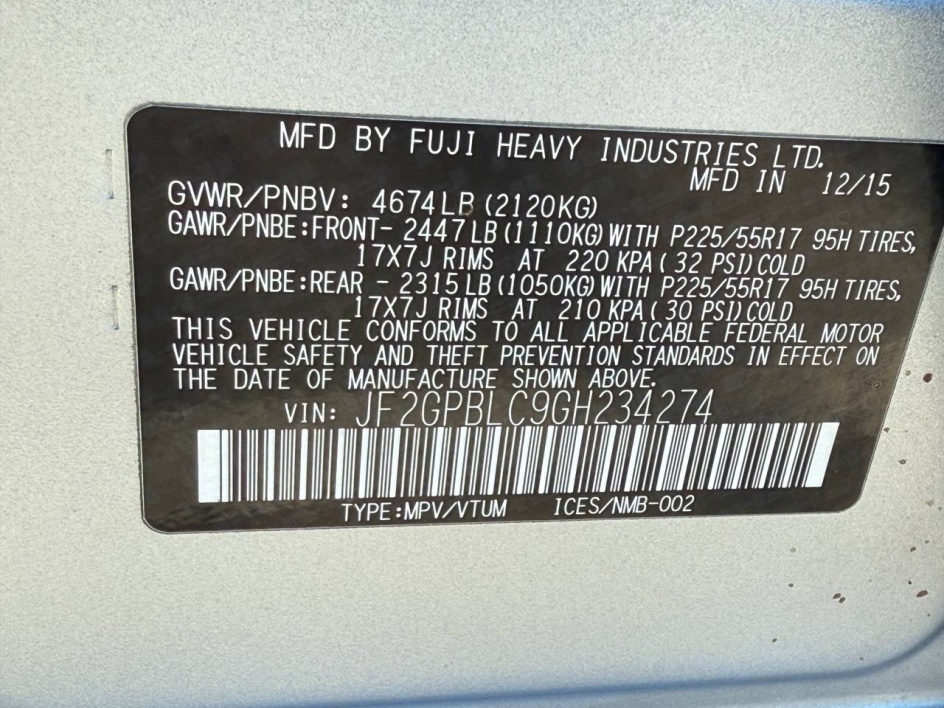 MFD BY FUJI HEAVY INDUSTRIES LTD.
MFD IN 12/15
GVWR/PNBV: 4674LB(2120KG)
GAWR/PNBE:FRONT- 2447LB(1110KG)WITH P225/55R17 95H TIRES,
17X7J RIMS AT 220 KPA(32 PSI)COLD
GAWR/PNBE:REAR - 2315LB(1050KG)WITH P225/55R17 95H TIRES,
17X7J RIMS AT 210 KPA(30 PSI)COLD
THIS VEHICLE CONFORMS TO ALL APPLICABLE FEDERAL MOTOR
VEHICLE SAFETY AND THEFT PREVENTION STANDARDS IN EFFECT ON
THE DATE OF MANUFACTURE SHOWN ABOVE.
VIN: JF2GPBLC9GH234274
TYPE:MPV/VTUM ICES/NMB-002